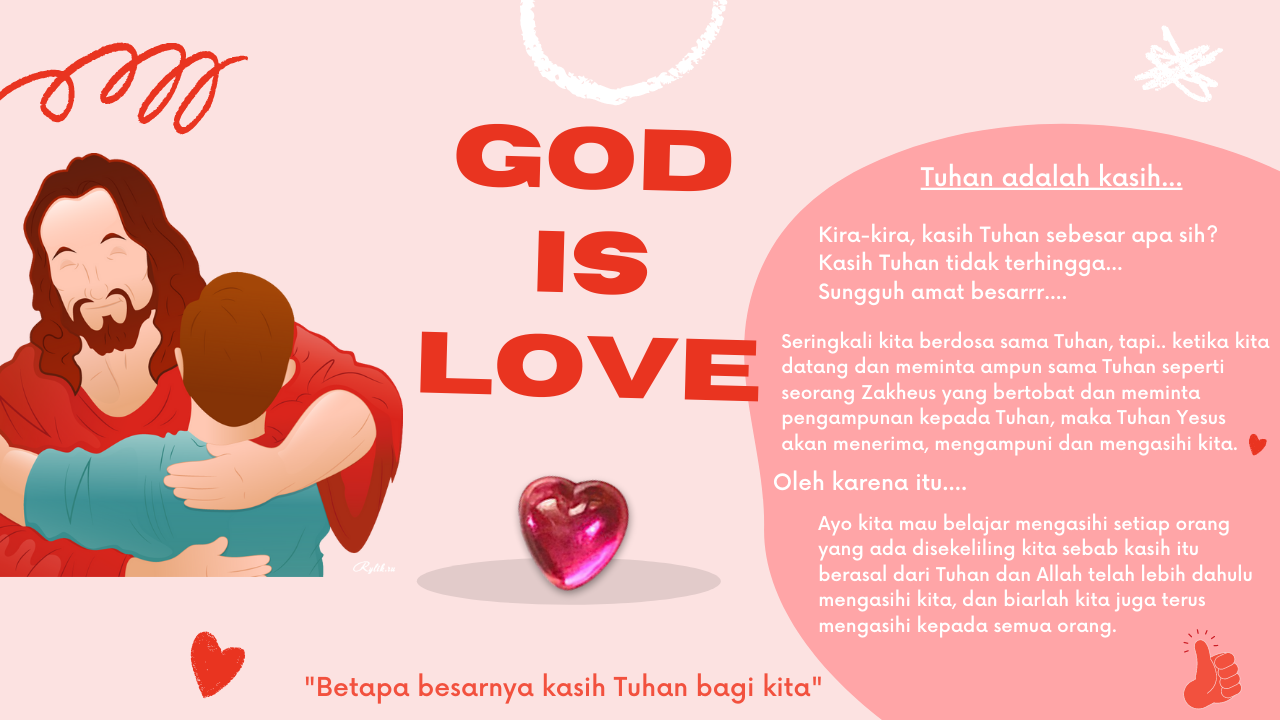 GOD
IS
LOVE
Tuhan adalah kasih...
Kira-kira, kasih Tuhan sebesar apa sih?
Kasih Tuhan tidak terhingga...
Sungguh amat besarrr....
Seringkali kita berdosa sama Tuhan, tapi.. ketika kita
datang dan meminta ampun sama Tuhan seperti
seorang Zakheus yang bertobat dan meminta
pengampunan kepada Tuhan, maka Tuhan Yesus
akan menerima, mengampuni dan mengasihi kita.
Oleh karena itu....
Ayo kita mau belajar mengasihi setiap orang
yang ada disekeliling kita sebab kasih itu
berasal dari Tuhan dan Allah telah lebih dahulu
mengasihi kita, dan biarlah kita juga terus
mengasihi kepada semua orang.
"Betapa besarnya kasih Tuhan bagi kita"